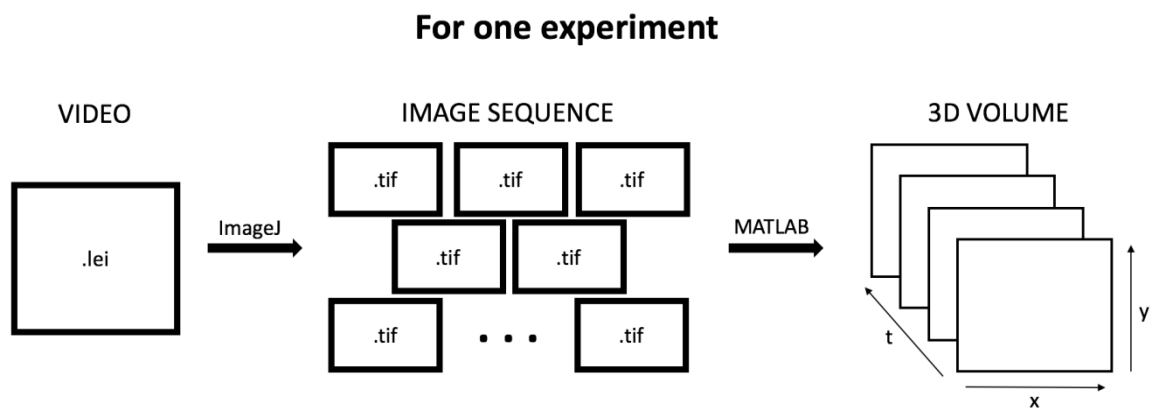 For one experiment
VIDEO
IMAGE SEQUENCE
3D VOLUME
.lei
ImageJ
.tif .tif .tif
.tif .tif
.tif . . . .tif
MATLAB
t
x
y